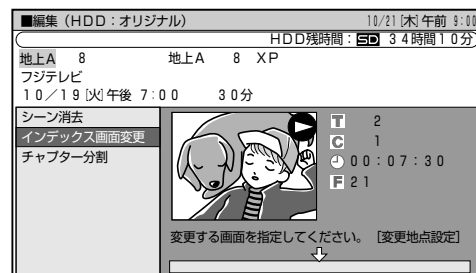 ■編集（HDD：オリジナル） 10/21[木]午前 9:00
HDD残時間：SD 34時間10分
地上A 8 地上A 8 XP
フジテレビ
10／19[火]午後 7:00 30分
シーン消去
インデックス画面変更
チャプター分割
T 2
C 1
00:07:30
F 21
変更する画面を指定してください。［変更地点設定］